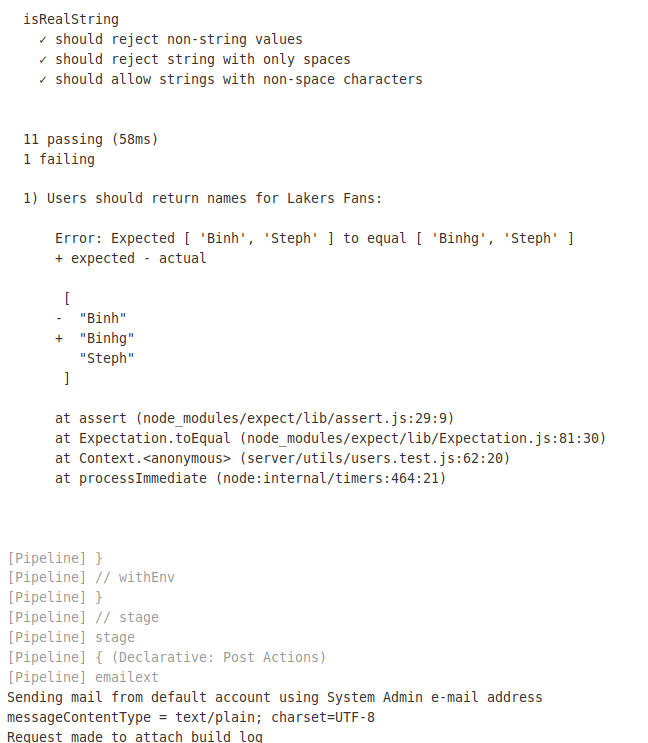 isRealString
✓ should reject non-string values
✓ should reject string with only spaces
✓ should allow strings with non-space characters
11 passing (58ms)
1 failing
1) Users should return names for Lakers Fans:
Error: Expected [ 'Binh', 'Steph' ] to equal [ 'Binhg', 'Steph' ]
+ expected - actual
[
-  "Binh"
+  "Binhg"
"Steph"
]
at assert (node_modules/expect/lib/assert.js:29:9)
at Expectation.toEqual (node_modules/expect/lib/Expectation.js:81:30)
at Context.<anonymous> (server/utils/users.test.js:62:20)
at processImmediate (node:internal/timers:464:21)
[Pipeline] }
[Pipeline] // withEnv
[Pipeline] }
[Pipeline] // stage
[Pipeline] stage
[Pipeline] { (Declarative: Post Actions)
[Pipeline] emailext
Sending mail from default account using System Admin e-mail address
messageContentType = text/plain; charset=UTF-8
Request made to attach build log